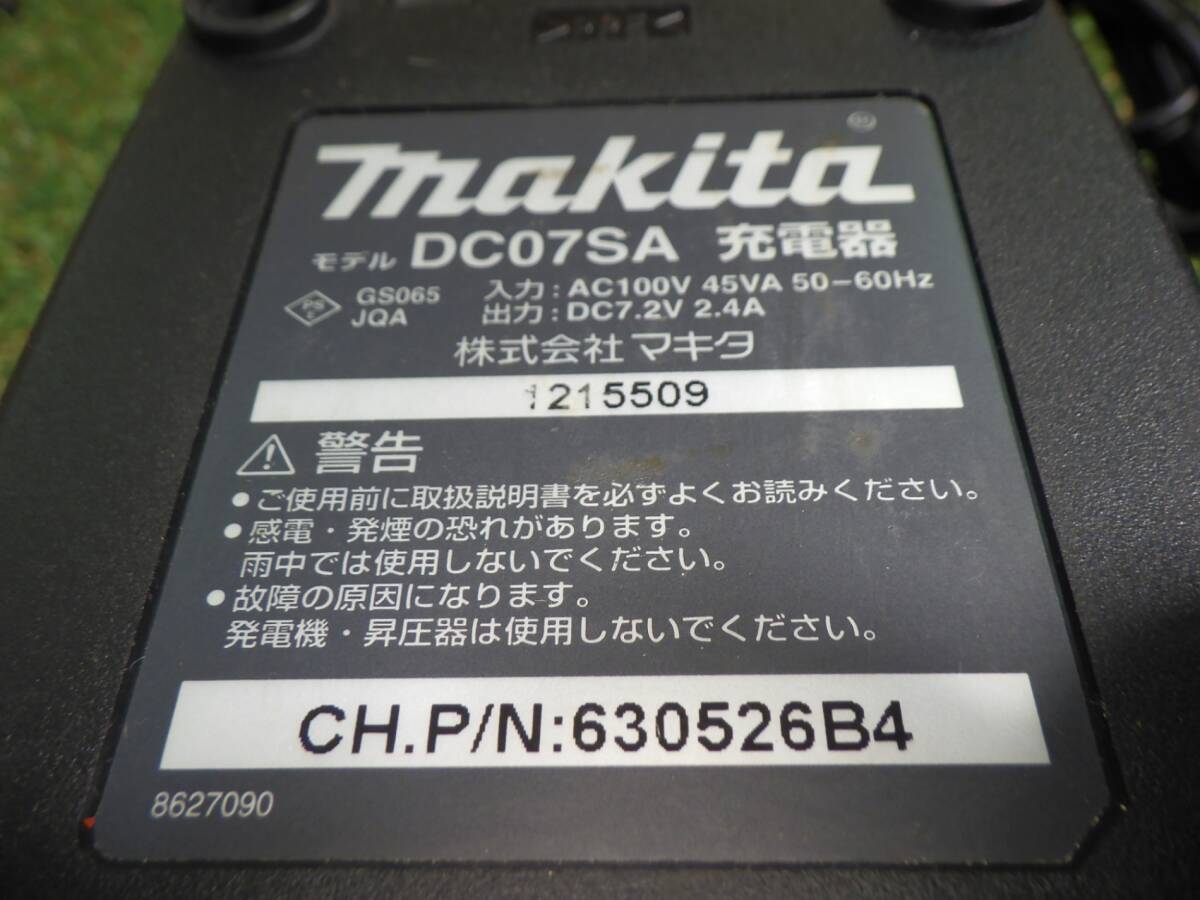 makita®
モデル DC07SA 充電器
PS C GS065 入力:AC100V 45VA 50-60Hz
JQA 出力:DC7.2V 2.4A
株式会社 マキタ
1215509
警告
●ご使用前に取扱説明書を必ずよくお読みください。
●感電・発煙の恐れがあります。
雨中では使用しないでください。
●故障の原因になります。
発電機・昇圧器は使用しないでください。
CH.P/N:630526B4
8627090